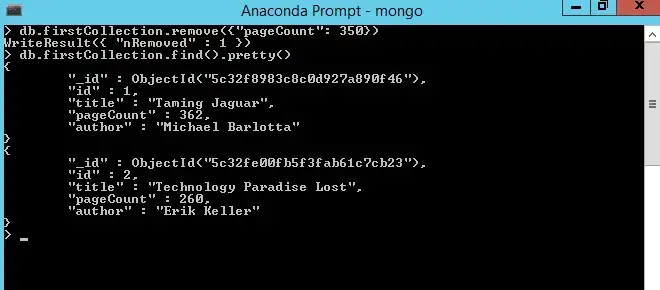 Anaconda Prompt - mongo
> db.firstCollection.remove({"pageCount": 350})
WriteResult({ "nRemoved" : 1 })
> db.firstCollection.find().pretty()
{
        "_id" : ObjectId("5c32f8983c8c0d927a890f46"),
        "id" : 1,
        "title" : "Taming Jaguar",
        "pageCount" : 362,
        "author" : "Michael Barlotta"
}
{
        "_id" : ObjectId("5c32fe00fb5f3fab61c7cb23"),
        "id" : 2,
        "title" : "Technology Paradise Lost",
        "pageCount" : 260,
        "author" : "Erik Keller"
}
> _